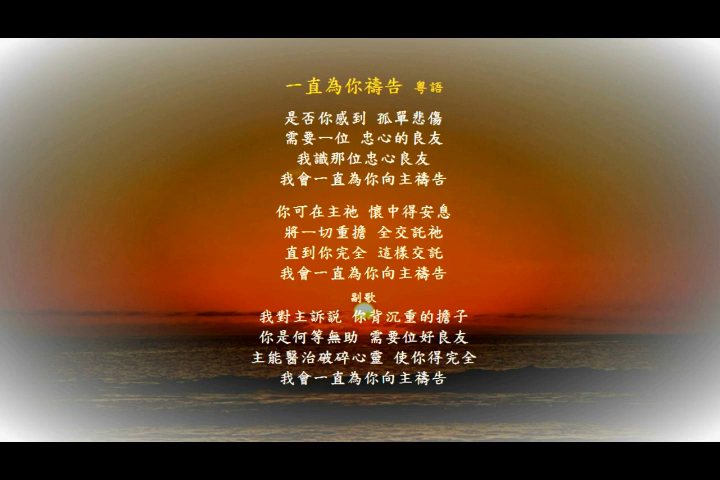 一直為你禱告 粵語
是否你感到 孤單悲傷
需要一位 忠心的良友
我識那位忠心良友
我會一直為你向主禱告
你可在主祂 懷中得安息
將一切重擔 全交託祂
直到你完全 這樣交託
我會一直為你向主禱告
副歌
我對主訴說 你背沉重的擔子
你是何等無助 需要位好良友
主能醫治破碎心靈 使你得完全
我會一直為你向主禱告